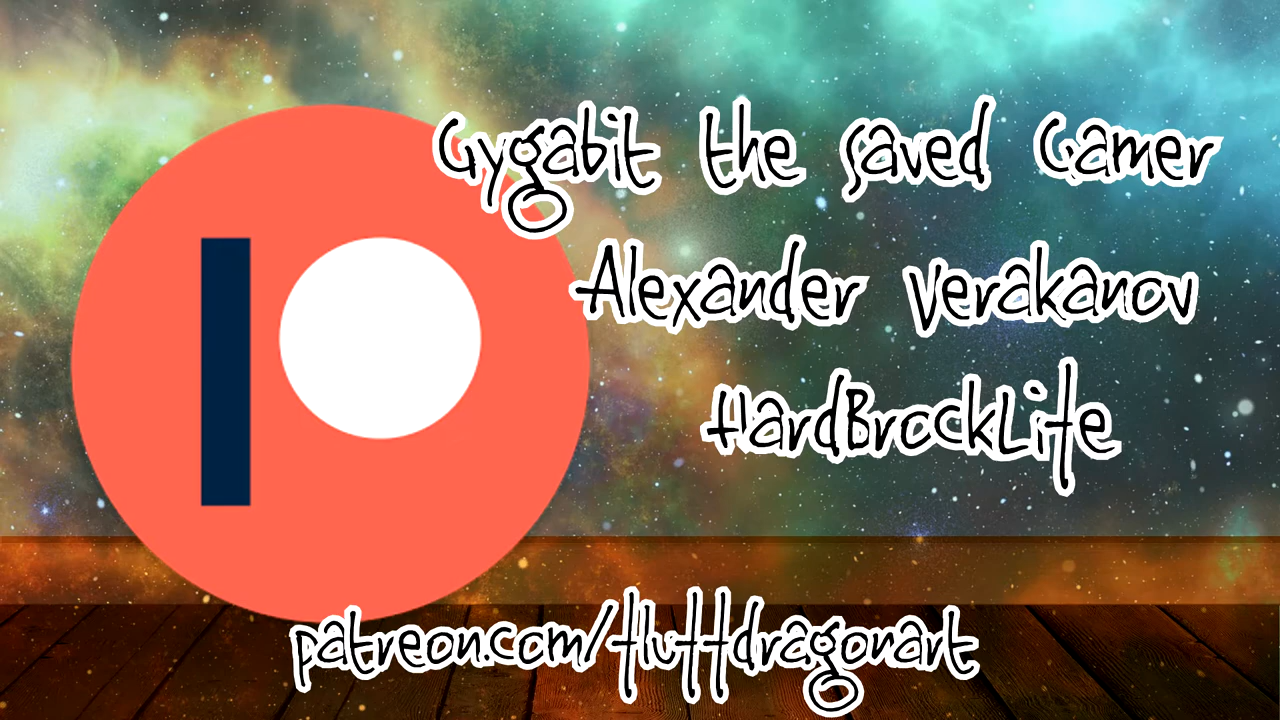 Gygabit the saved Gamer
Alexander Verakanov
HardBrockLife
patreon.com/fluffdragonart